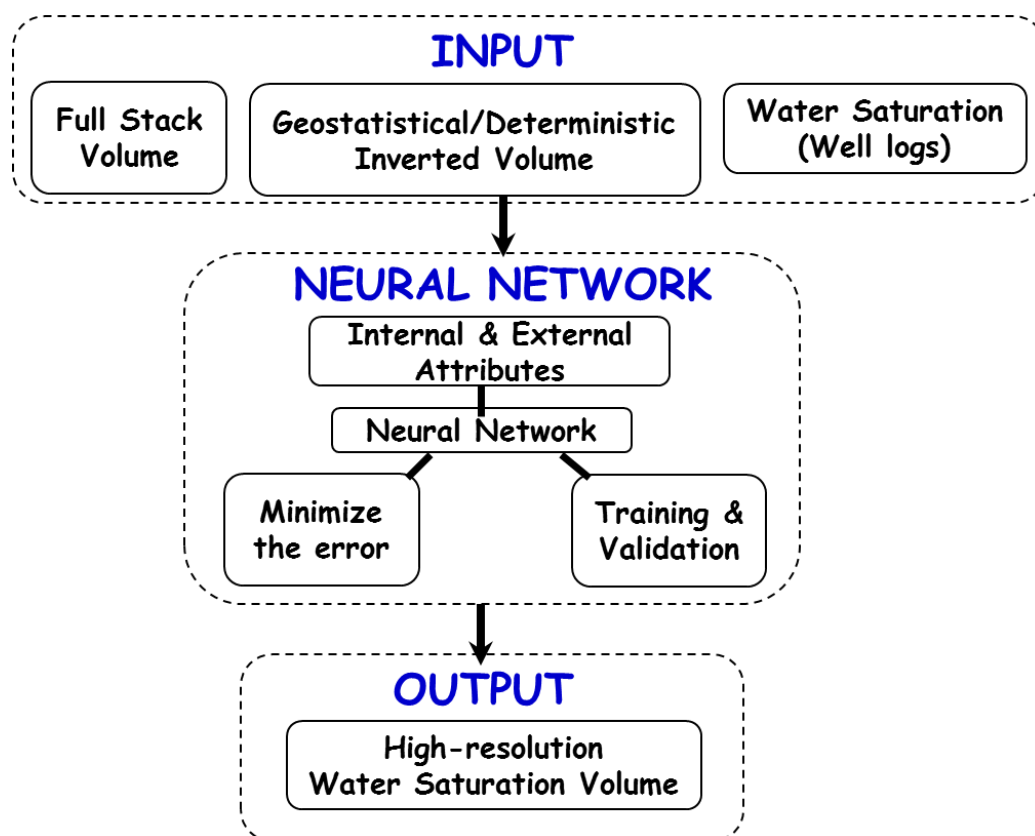 INPUT
Full Stack
Volume
Geostatistical/Deterministic
Inverted Volume
Water Saturation
(Well logs)
NEURAL NETWORK
Internal & External
Attributes
Neural Network
Minimize
the error
Training &
Validation
OUTPUT
High-resolution
Water Saturation Volume